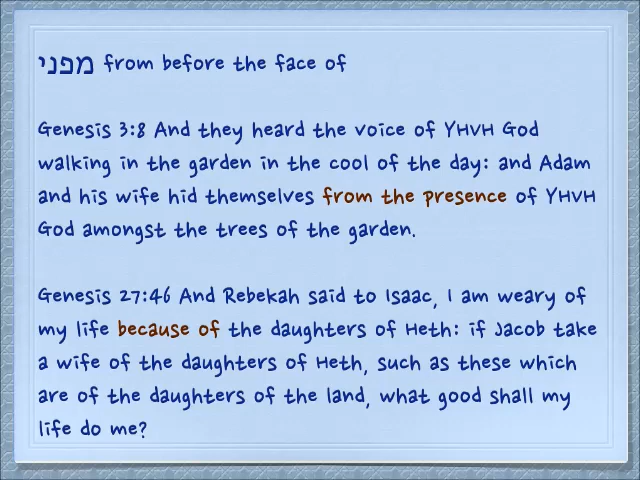 מפני from before the face of
Genesis 3:8 And they heard the voice of YHVH God
walking in the garden in the cool of the day: and Adam
and his wife hid themselves from the presence of YHVH
God amongst the trees of the garden.
Genesis 27:46 And Rebekah said to Isaac, I am weary of
my life because of the daughters of Heth: if Jacob take
a wife of the daughters of Heth, such as these which
are of the daughters of the land, what good shall my
life do me?